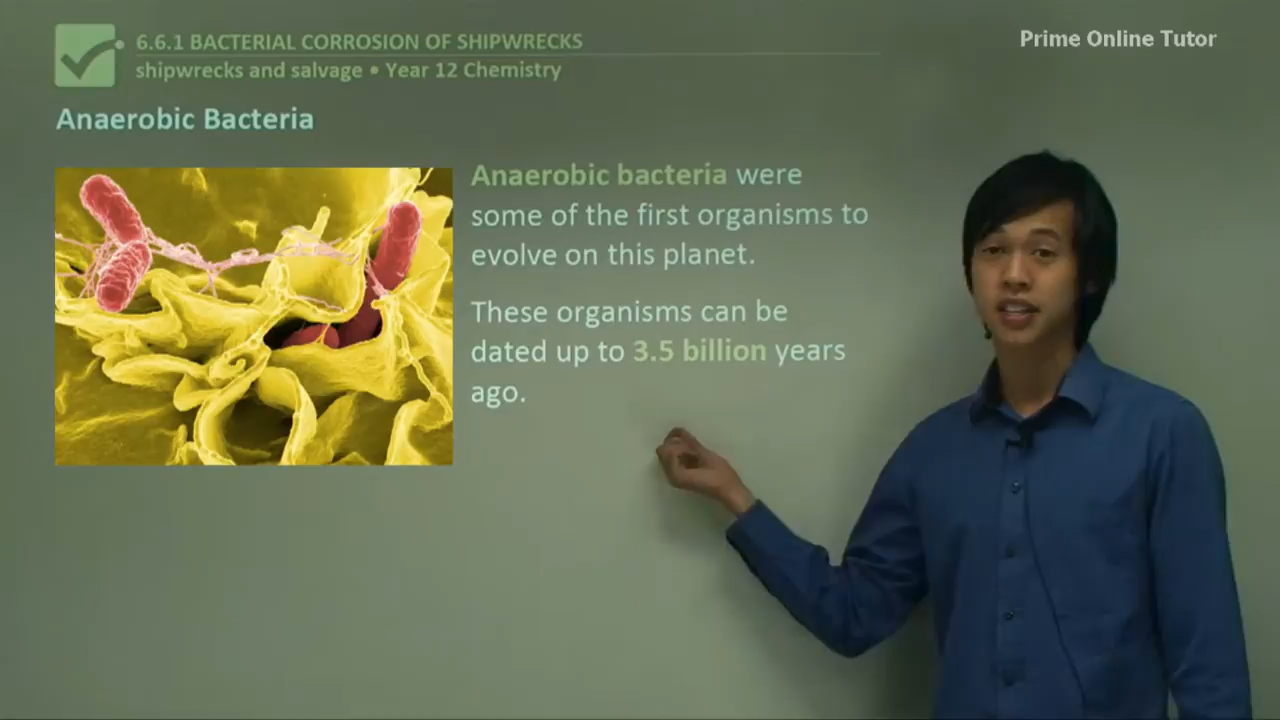 6.6.1 BACTERIAL CORROSION OF SHIPWRECKS
shipwrecks and salvage • Year 12 Chemistry
Prime Online Tutor
Anaerobic Bacteria
Anaerobic bacteria were
some of the first organisms to
evolve on this planet.
These organisms can be
dated up to 3.5 billion years
ago.